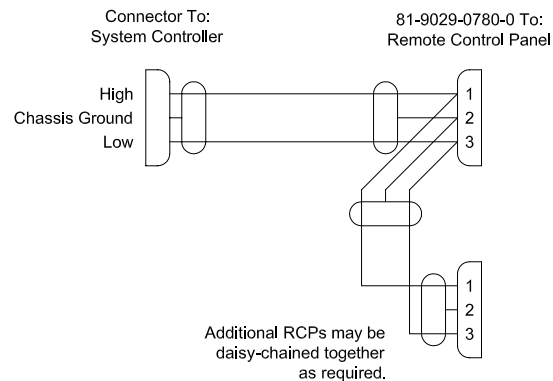 Connector To:
System Controller
81-9029-0780-0 To:
Remote Control Panel
High
Chassis Ground
Low
1
2
3
1
2
3
Additional RCPs may be
daisy-chained together
as required.